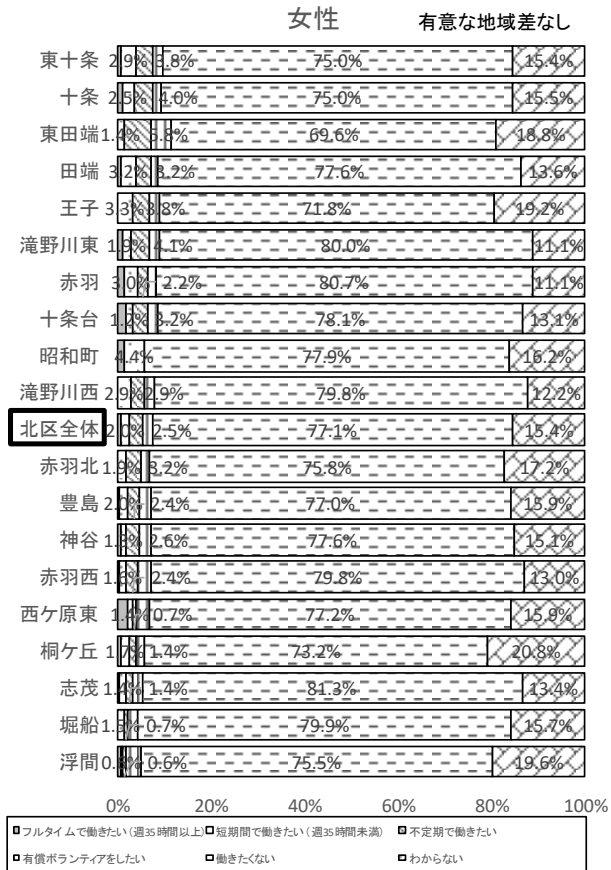 女性 有意な地域差なし
東十条 2.9% 3.8% 75.0% 15.4%
十条 2.5% 4.0% 75.0% 15.5%
東田端 1.4% 5.8% 69.6% 18.8%
田端 3.2% 3.2% 77.6% 13.6%
王子 3.3% 3.8% 71.8% 19.2%
滝野川東 1.9% 4.1% 80.0% 11.1%
赤羽 3.0% 2.2% 80.7% 11.1%
十条台 1.2% 3.2% 78.1% 13.1%
昭和町 4.4% 77.9% 16.2%
滝野川西 2.9% 2.9% 79.8% 12.2%
北区全体 2.0% 2.5% 77.1% 15.4%
赤羽北 1.9% 3.2% 75.8% 17.2%
豊島 2.0% 2.4% 77.0% 15.9%
神谷 2.6% 77.6% 15.1%
赤羽西 1.6% 2.4% 79.8% 13.0%
西ケ原東 1.4% 0.7% 77.2% 15.9%
桐ケ丘 1.7% 1.4% 73.2% 20.8%
志茂 1.4% 1.4% 81.3% 13.4%
堀船 1.5% 0.7% 79.9% 15.7%
浮間 0.6% 75.5% 19.6%
0% 20% 40% 60% 80% 100%
フルタイムで働きたい(週35時間以上) 短期間で働きたい(週35時間未満) 不定期で働きたい
有償ボランティアをしたい 働きたくない わからない